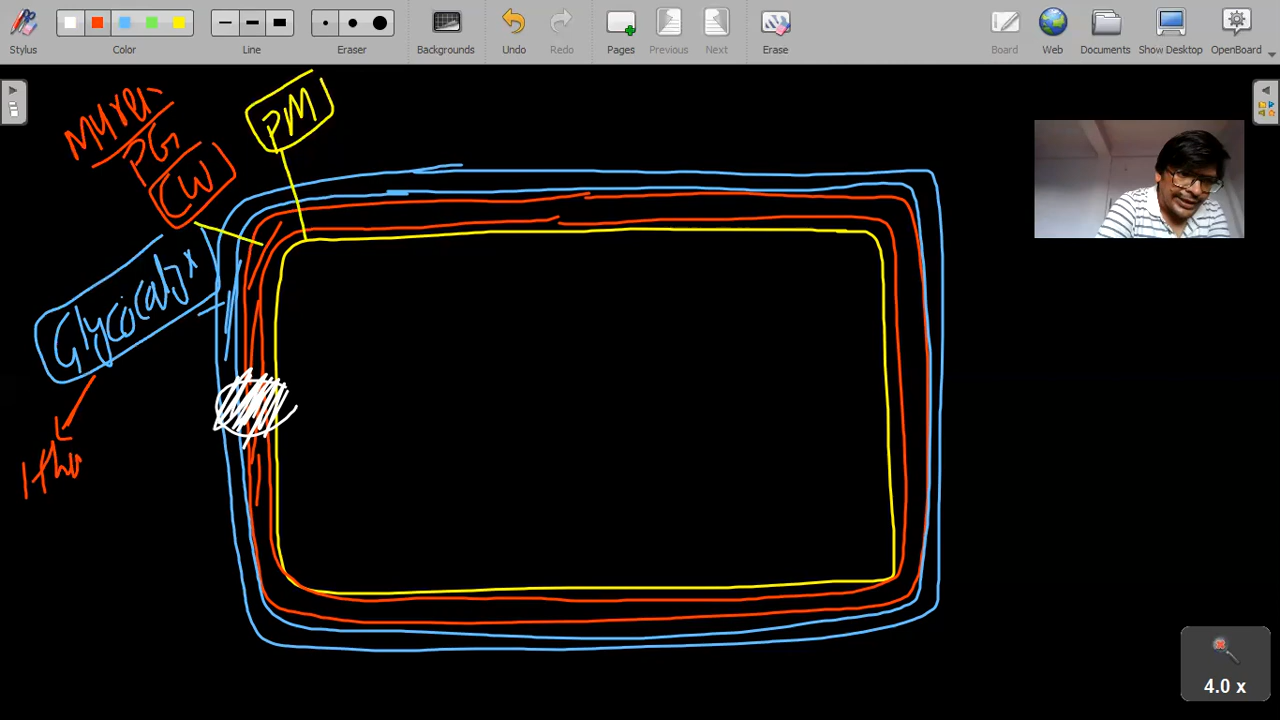 Stylus
Color
Line
Eraser
Backgrounds
Undo
Redo
Pages
Previous
Next
Erase
Board
Web
Documents
Show Desktop
OpenBoard
PM
PG
CW
Glycocalyx
4.0 x